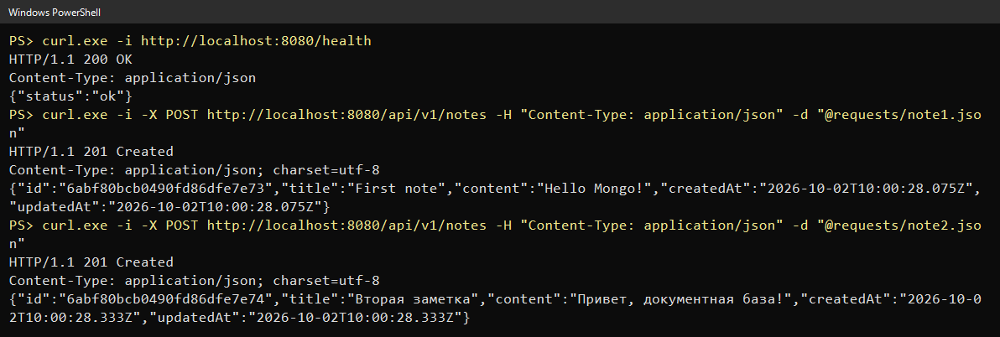 Windows PowerShell
PS> curl.exe -i http://localhost:8080/health
HTTP/1.1 200 OK
Content-Type: application/json
{"status":"ok"}
PS> curl.exe -i -X POST http://localhost:8080/api/v1/notes -H "Content-Type: application/json" -d "@requests/note1.jso
n"
HTTP/1.1 201 Created
Content-Type: application/json; charset=utf-8
{"id":"6abf80bcb0490fd86dfe7e73","title":"First note","content":"Hello Mongo!","createdAt":"2026-10-02T10:00:28.075Z",
"updatedAt":"2026-10-02T10:00:28.075Z"}
PS> curl.exe -i -X POST http://localhost:8080/api/v1/notes -H "Content-Type: application/json" -d "@requests/note2.jso
n"
HTTP/1.1 201 Created
Content-Type: application/json; charset=utf-8
{"id":"6abf80bcb0490fd86dfe7e74","title":"Вторая заметка","content":"Привет, документная база!","createdAt":"2026-10-0
2T10:00:28.333Z","updatedAt":"2026-10-02T10:00:28.333Z"}